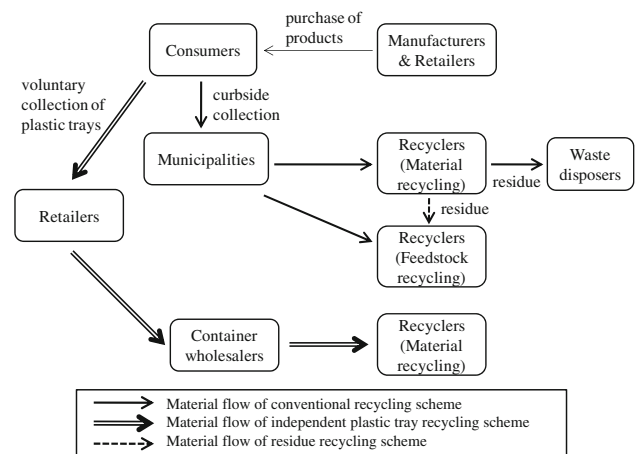 purchase of
products
Consumers
Manufacturers
& Retailers
voluntary
collection of
plastic trays
curbside
collection
Municipalities
Recyclers
(Material
recycling)
residue
Waste
disposers
residue
Retailers
Recyclers
(Feedstock
recycling)
Container
wholesalers
Recyclers
(Material
recycling)
Material flow of conventional recycling scheme
Material flow of independent plastic tray recycling scheme
Material flow of residue recycling scheme